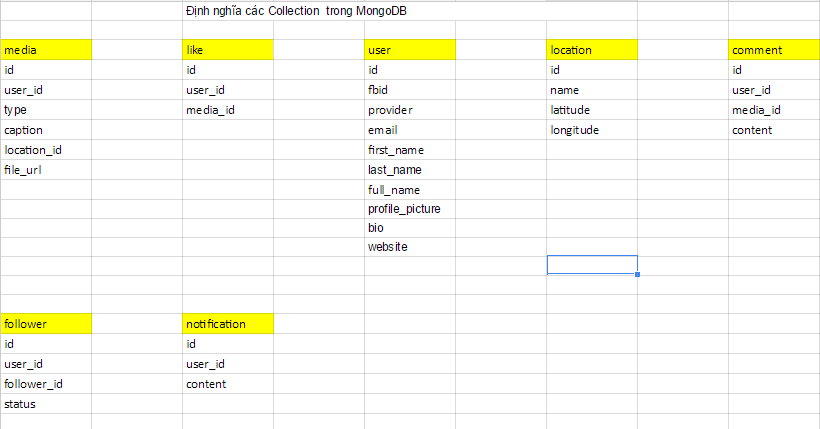 Định nghĩa các Collection  trong MongoDB
media like user location comment
id id id id id
user_id user_id fbid name user_id
type media_id provider latitude media_id
caption email longitude content
location_id first_name
file_url last_name
full_name
profile_picture
bio
website
follower notification
id id
user_id user_id
follower_id content
status